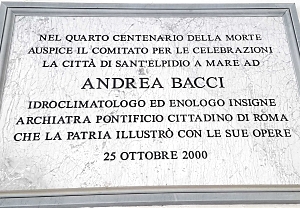 NEL QUARTO CENTENARIO DELLA MORTE
AUSPICE IL COMITATO PER LE CELEBRAZIONI
LA CITTÀ DI SANT'ELPIDIO A MARE AD
ANDREA BACCI
IDROCLIMATOLOGO ED ENOLOGO INSIGNE
ARCHIATRA PONTIFICIO CITTADINO DI ROMA
CHE LA PATRIA ILLUSTRÒ CON LE SUE OPERE
25 OTTOBRE 2000